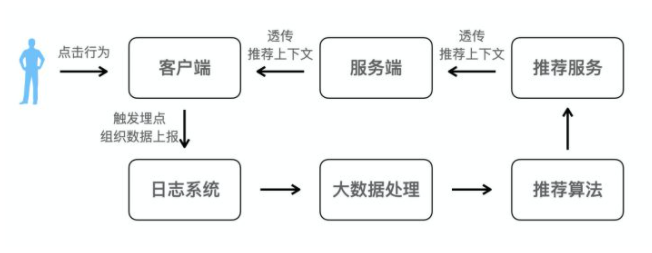 点击行为
客户端
透传
推荐上下文
服务端
透传
推荐上下文
推荐服务
触发埋点
组织数据上报
日志系统
大数据处理
推荐算法